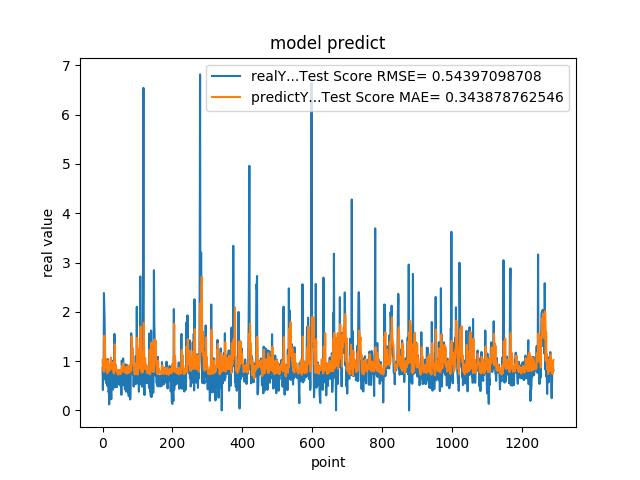 model predict
realY...Test Score RMSE= 0.54397098708
predictY...Test Score MAE= 0.343878762546
7
6
5
4
3
2
1
0
real value
0 200 400 600 800 1000 1200
point